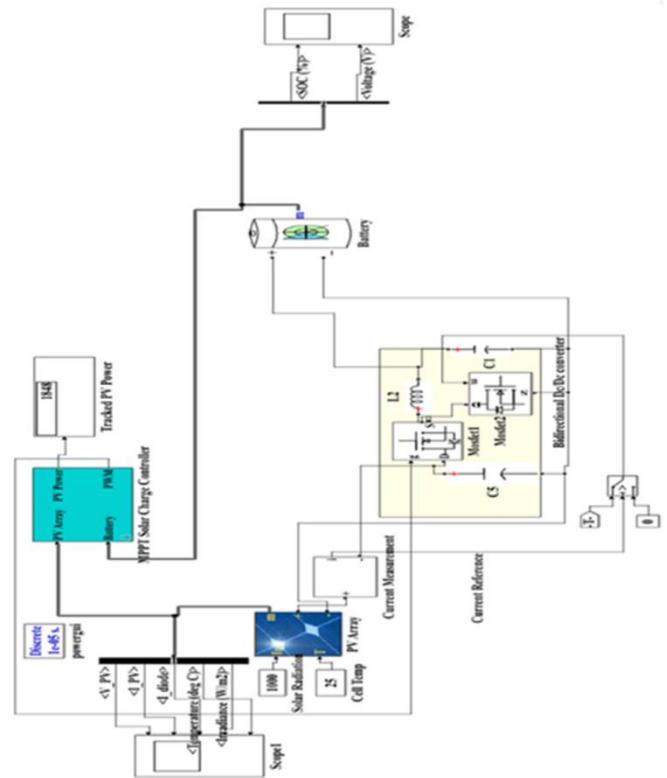 Discrete
1e-05 s.
powergui
<V_PV>
<I_PV>
<I_diode>
<Temperature (deg C)>
<Irradiance (W/m2)>
Scope1
1000
Solar Radiation
25
Cell Temp
m
T
+
-
PV Array
PV Array
PV Power
Battery
PWM
MPPT Solar Charge Controller
1848
Tracked PV Power
+
Current Measurement
Current Reference
-T-
0
C5
g
D
S
Mosfet1
L2
Mosfet2
C1
Bidirectional Dc/Dc converter
+
-
m
Battery
<SOC (%)>
<Voltage (V)>
Scope